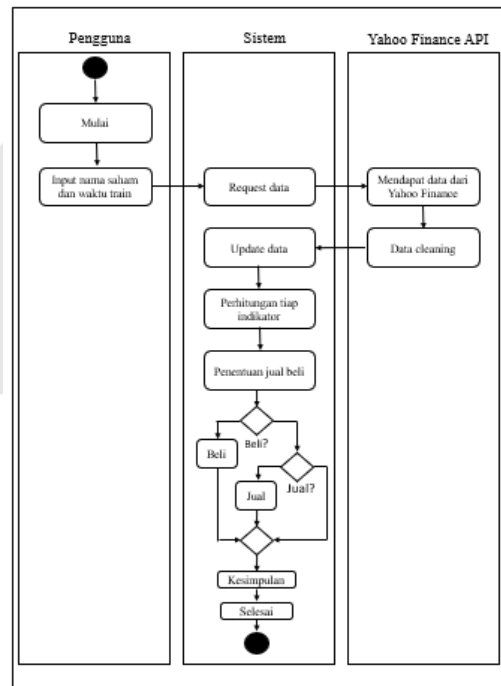 Pengguna
Sistem
Yahoo Finance API
Mulai
Input nama saham
dan waktu train
Request data
Mendapat data dari
Yahoo Finance
Update data
Data cleaning
Perhitungan tiap
indikator
Penentuan jual beli
Beli?
Beli
Jual?
Jual
Kesimpulan
Selesai